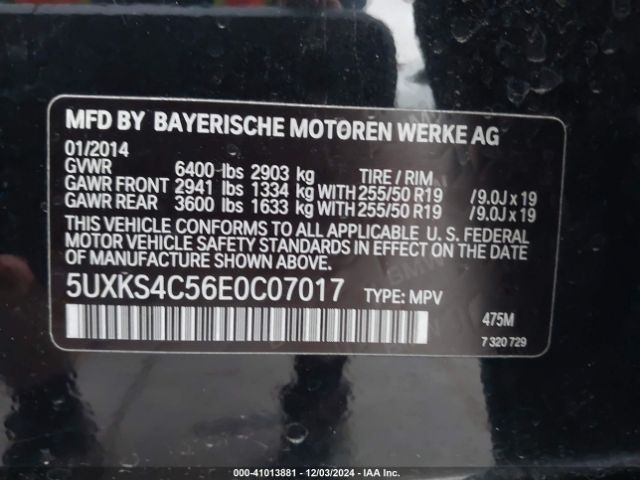 MFD BY BAYERISCHE MOTOREN WERKE AG
01/2014
GVWR 6400 lbs 2903 kg TIRE / RIM
GAWR FRONT 2941 lbs 1334 kg WITH 255/50 R19 /9.0J x 19
GAWR REAR 3600 lbs 1633 kg WITH 255/50 R19 /9.0J x 19
THIS VEHICLE CONFORMS TO ALL APPLICABLE U.S. FEDERAL
MOTOR VEHICLE SAFETY STANDARDS IN EFFECT ON THE DATE
OF MANUFACTURE SHOWN ABOVE.
5UXKS4C56E0C07017 TYPE: MPV
475M
7 320 729
000-41013881 - 12/03/2024 - IAA Inc.